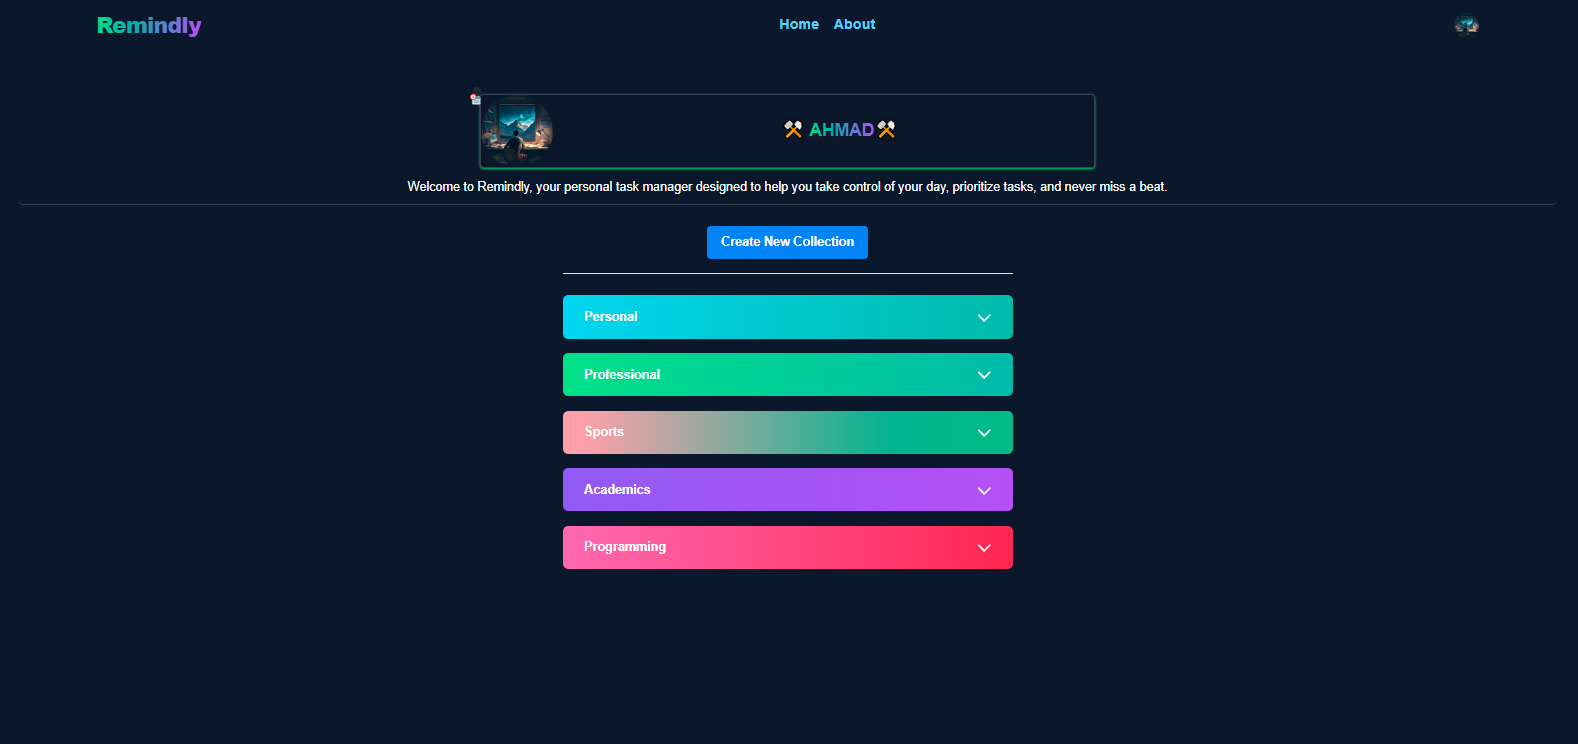 Remindly
Home About
AHMAD
Welcome to Remindly, your personal task manager designed to help you take control of your day, prioritize tasks, and never miss a beat.
Create New Collection
Personal
Professional
Sports
Academics
Programming